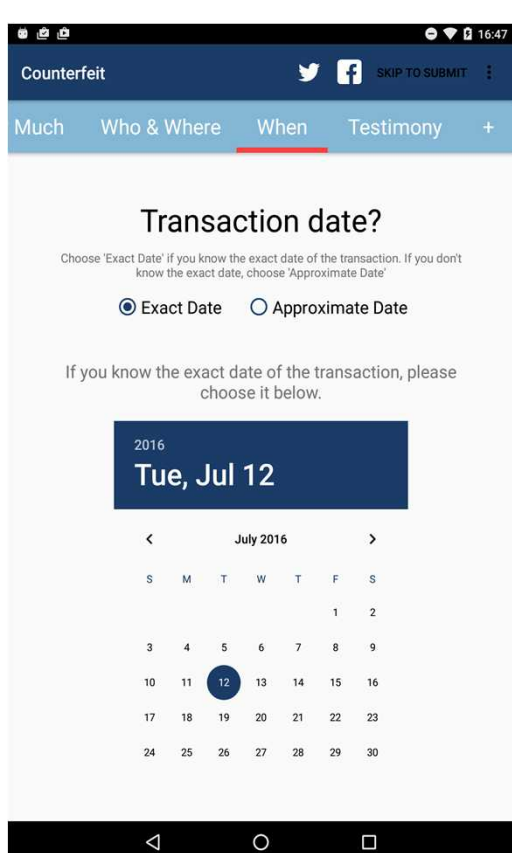 16:47
Counterfeit SKIP TO SUBMIT
Much Who & Where When Testimony +
Transaction date?
Choose 'Exact Date' if you know the exact date of the transaction. If you don't
know the exact date, choose 'Approximate Date'
Exact Date Approximate Date
If you know the exact date of the transaction, please
choose it below.
2016
Tue, Jul 12
July 2016
S M T W T F S
1 2
3 4 5 6 7 8 9
10 11 12 13 14 15 16
17 18 19 20 21 22 23
24 25 26 27 28 29 30